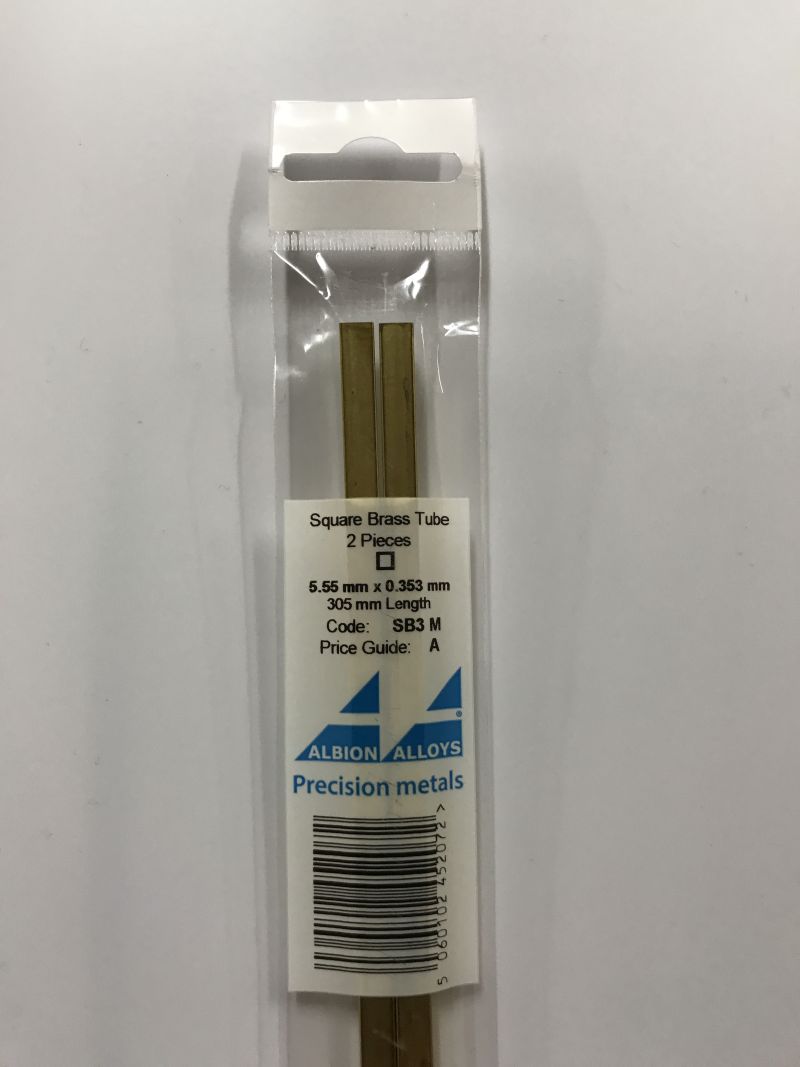 Square Brass Tube
2 Pieces
5.55 mm x 0.353 mm
305 mm Length
Code: SB3 M
Price Guide: A
®
ALBION ALLOYS
Precision metals
5 060102 452072 >